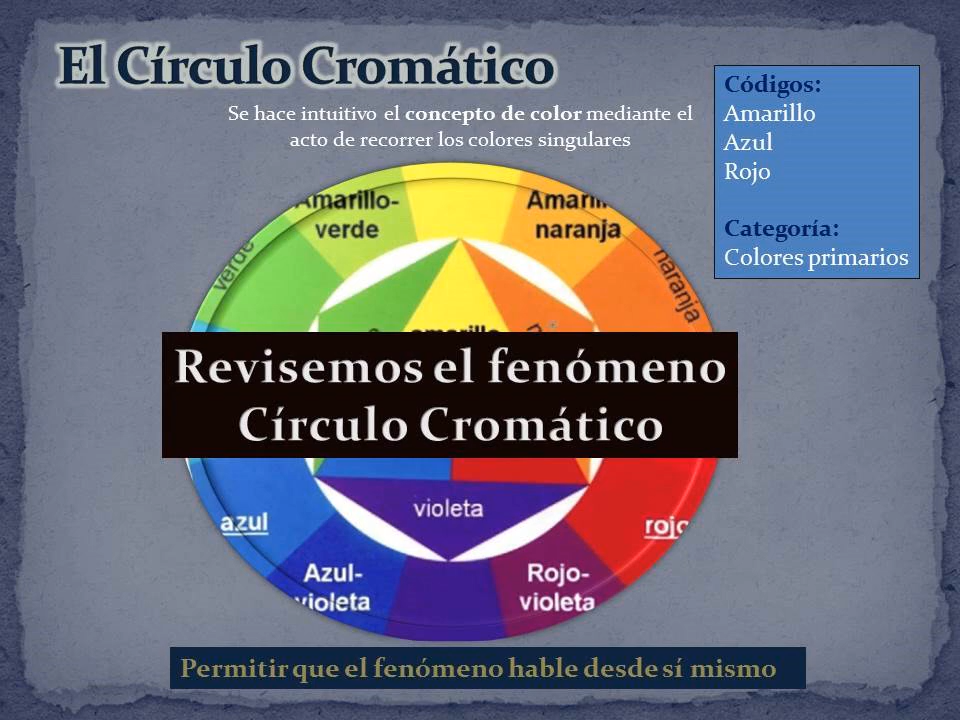 El Círculo Cromático
Se hace intuitivo el concepto de color mediante el
acto de recorrer los colores singulares
Códigos:
Amarillo
Azul
Rojo
Categoría:
Colores primarios
Amarillo-
verde
naranja
verde
naranja
Revisemos el fenómeno
Círculo Cromático
violeta
azul
rojo
Azul-
violeta
Rojo-
violeta
Permitir que el fenómeno hable desde sí mismo